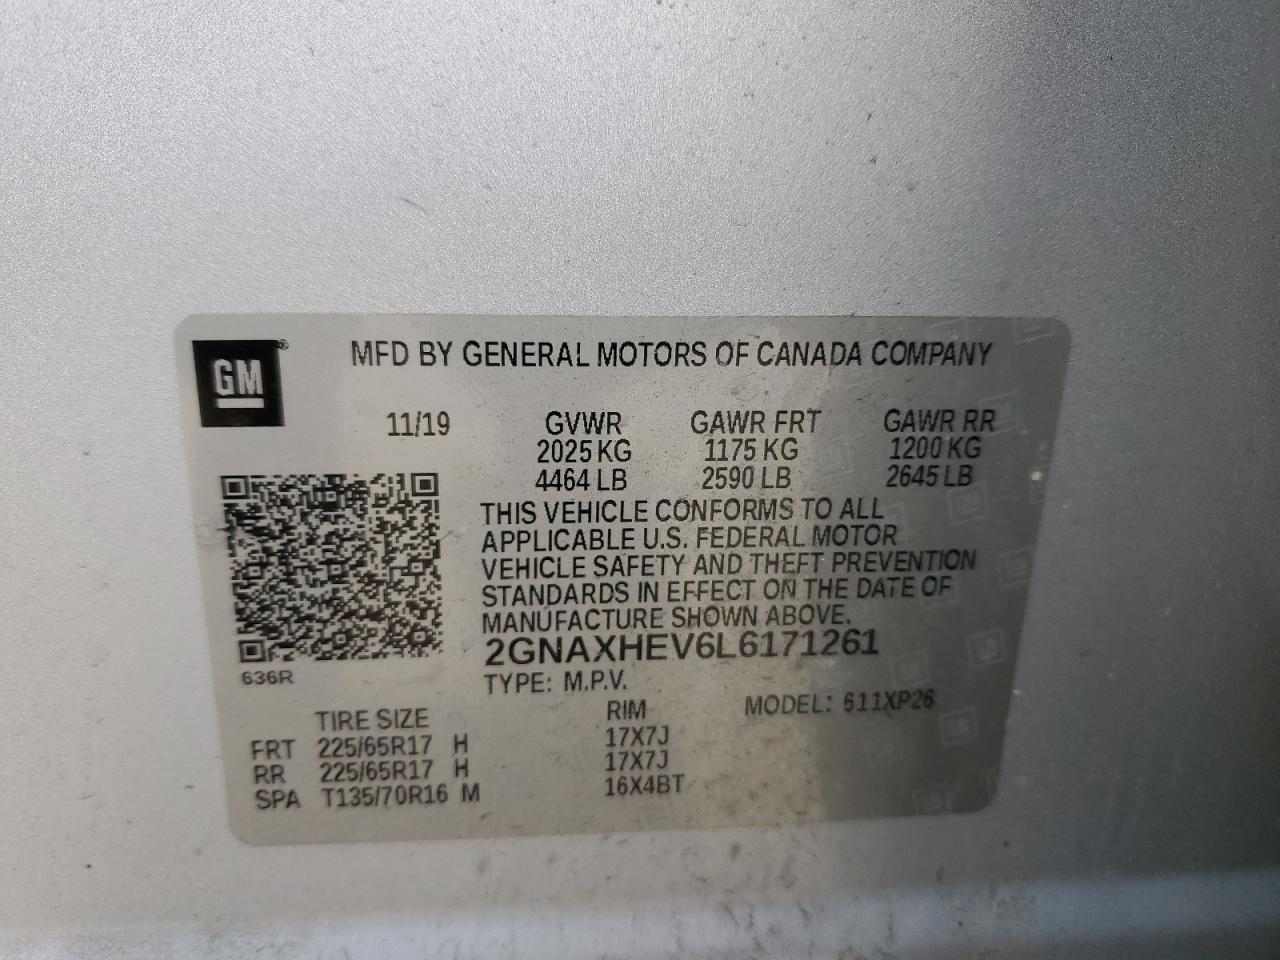 GM®
MFD BY GENERAL MOTORS OF CANADA COMPANY
11/19 GVWR GAWR FRT GAWR RR
2025 KG 1175 KG 1200 KG
4464 LB 2590 LB 2645 LB
THIS VEHICLE CONFORMS TO ALL
APPLICABLE U.S. FEDERAL MOTOR
VEHICLE SAFETY AND THEFT PREVENTION
STANDARDS IN EFFECT ON THE DATE OF
MANUFACTURE SHOWN ABOVE.
2GNAXHEV6L6171261
636R
TYPE: M.P.V.
MODEL: 611XP26
TIRE SIZE RIM
FRT 225/65R17 H 17X7J
RR 225/65R17 H 17X7J
SPA T135/70R16 M 16X4BT